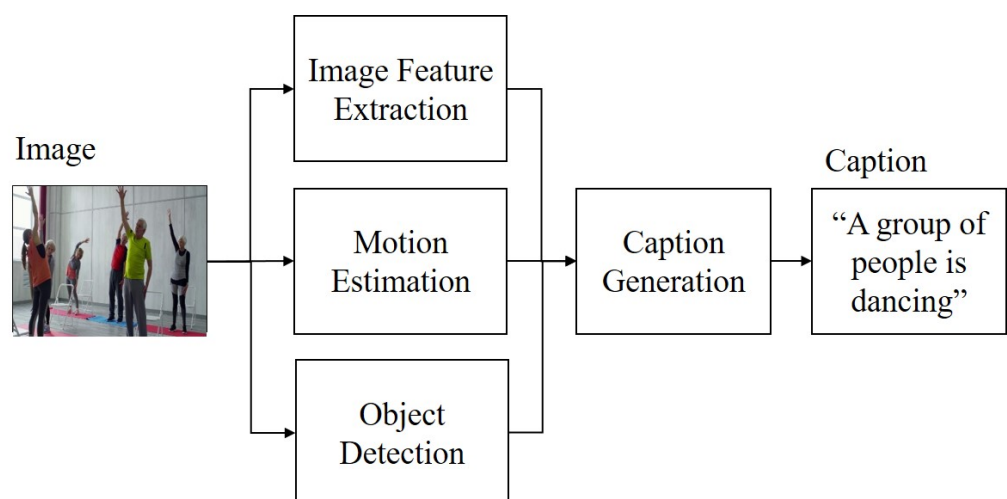 Image
Image Feature
Extraction
Motion
Estimation
Object
Detection
Caption
Generation
Caption
“A group of
people is
dancing”